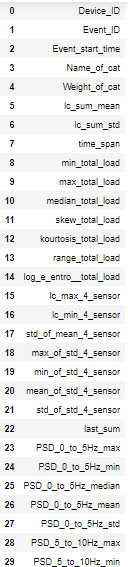 0 Device_ID
1 Event_ID
2 Event_start_time
3 Name_of_cat
4 Weight_of_cat
5 lc_sum_mean
6 lc_sum_std
7 time_span
8 min_total_load
9 max_total_load
10 median_total_load
11 skew_total_load
12 kourtosis_total_load
13 range_total_load
14 log_e_entro__total_load
15 lc_max_4_sensor
16 lc_min_4_sensor
17 std_of_mean_4_sensor
18 max_of_std_4_sensor
19 min_of_std_4_sensor
20 mean_of_std_4_sensor
21 std_of_std_4_sensor
22 last_sum
23 PSD_0_to_5Hz_max
24 PSD_0_to_5Hz_min
25 PSD_0_to_5Hz_median
26 PSD_0_to_5Hz_mean
27 PSD_0_to_5Hz_std
28 PSD_5_to_10Hz_max
29 PSD_5_to_10Hz_min